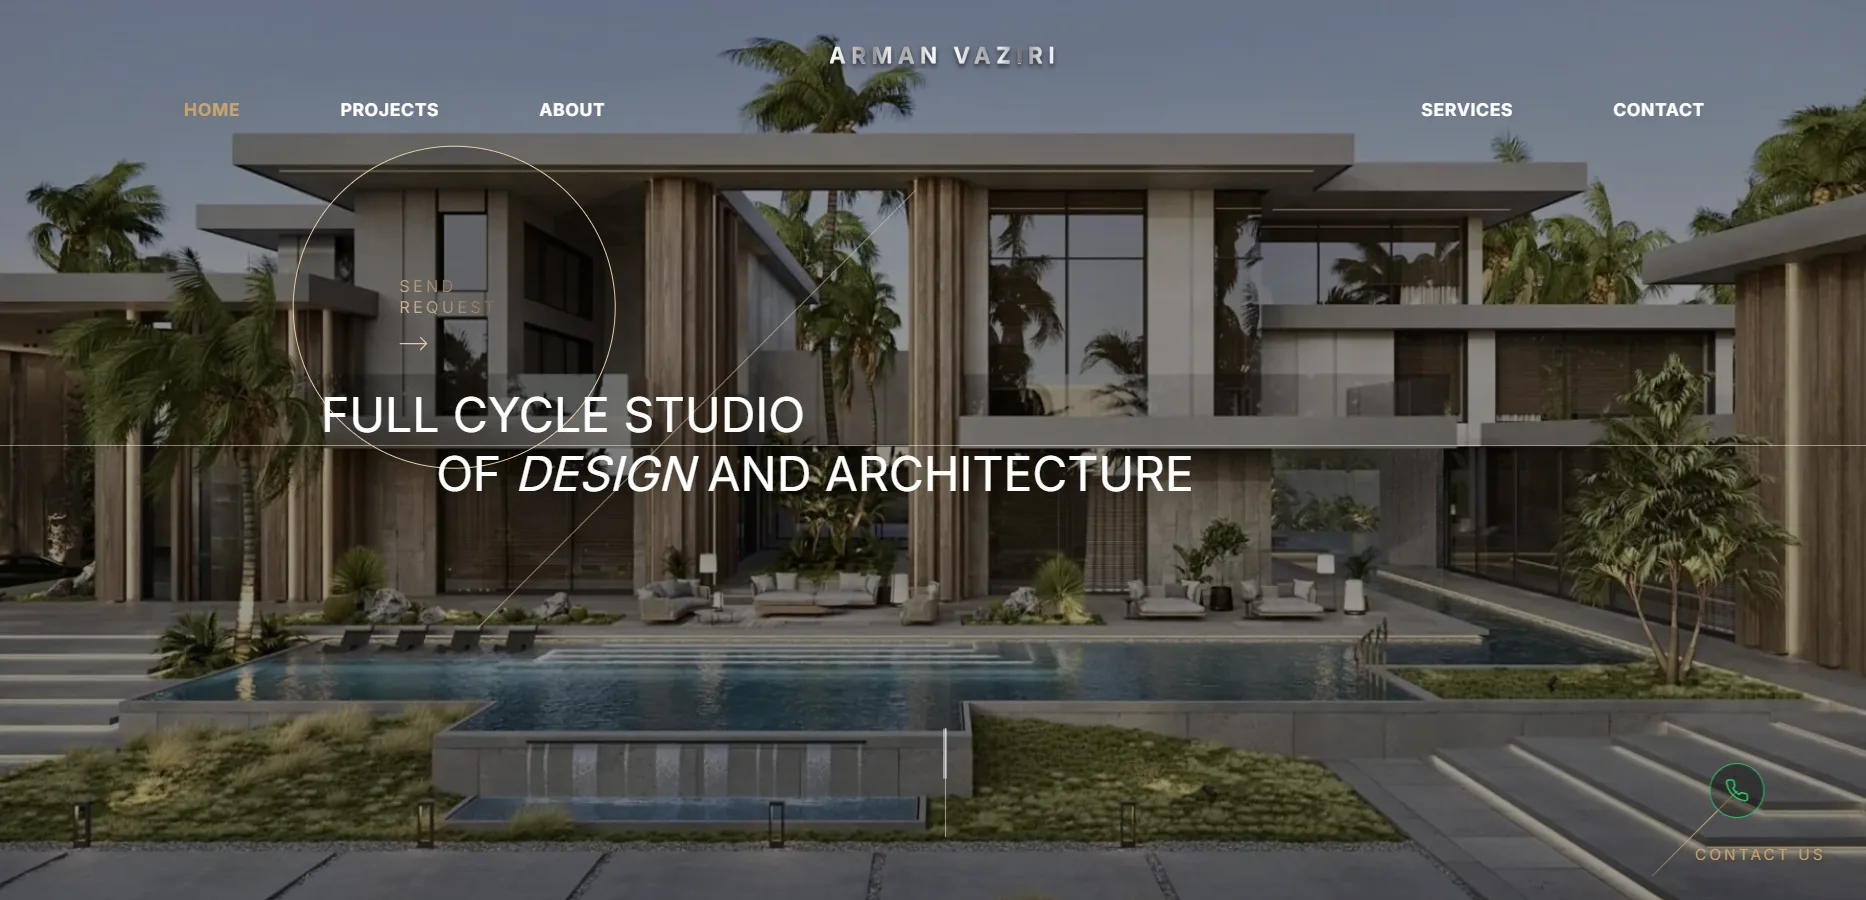 ARMAN VAZIRI
HOME PROJECTS ABOUT SERVICES CONTACT
SEND
REQUEST
FULL CYCLE STUDIO
OF DESIGN AND ARCHITECTURE
CONTACT US